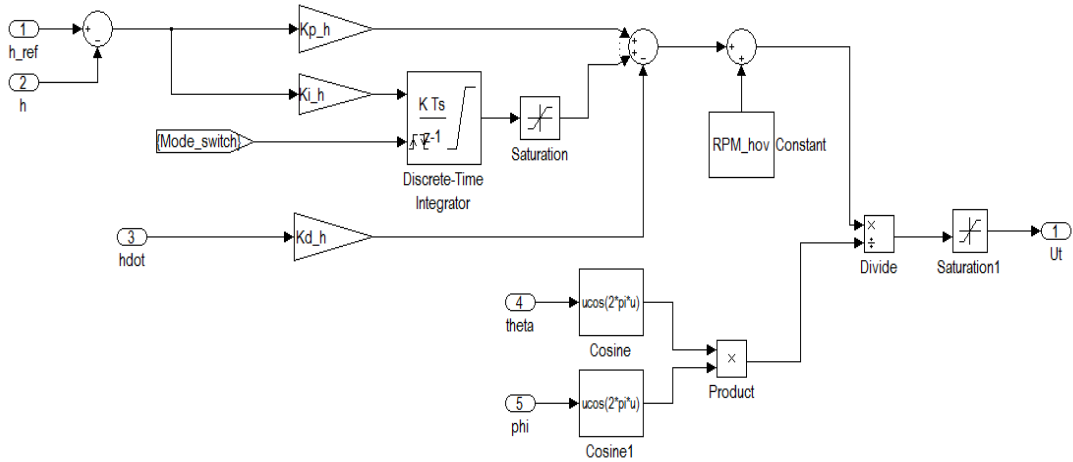 1
h_ref
+
−
2
h
Kp_h
Ki_h
{Mode_switch}
K Ts
z-1
Discrete-Time
Integrator
Saturation
+
+
−
+
+
RPM_hov
Constant
3
hdot
Kd_h
×
÷
Divide
Saturation1
1
Ut
4
theta
ucos(2*pi*u)
Cosine
×
Product
5
phi
ucos(2*pi*u)
Cosine1